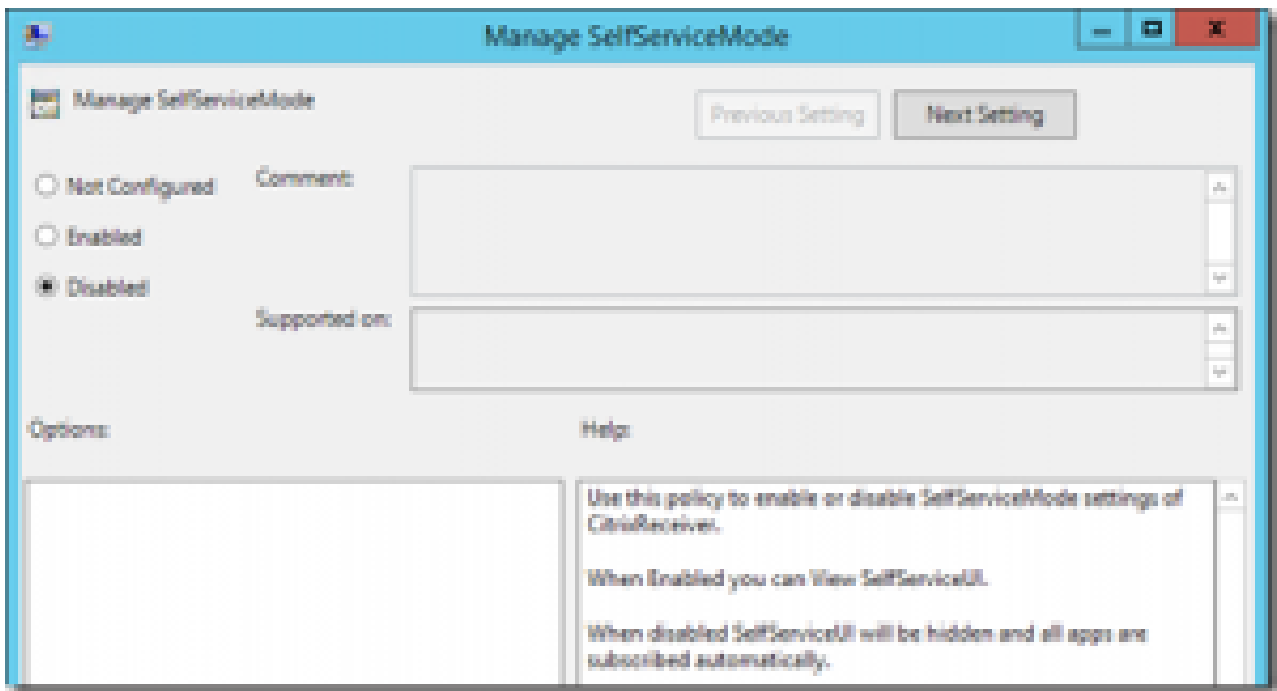 Manage SelfServiceMode
Manage SelfServiceMode
Previous Setting
Next Setting
Not Configured
Comment:
Enabled
Disabled
Supported on:
Options:
Help:
Use this policy to enable or disable SelfServiceMode settings of
CitrixReceiver.
When Enabled you can View SelfServiceUI.
When disabled SelfServiceUI will be hidden and all apps are
subscribed automatically.